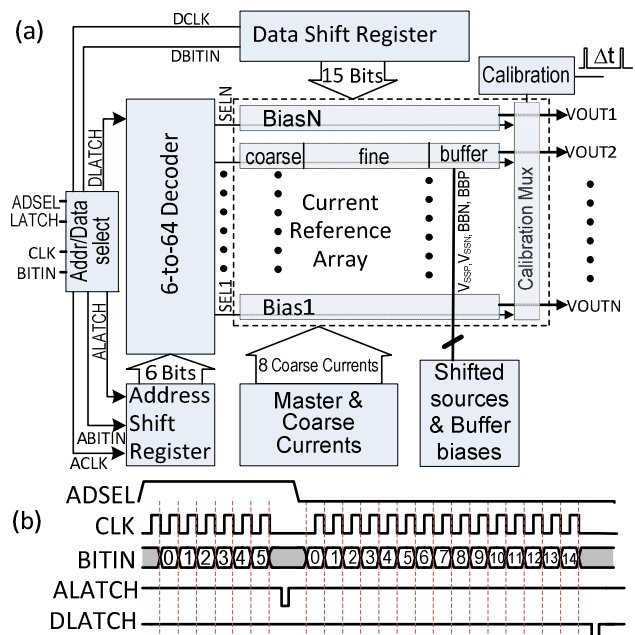 (a)
DCLK
DBITIN
Data Shift Register
15 Bits
Calibration
Δt
DLATCH
SELN
BiasN
VOUT1
coarse fine buffer
VOUT2
ADSEL
LATCH
CLK
BITIN
Addr/Data
select
6-to-64 Decoder
Current
Reference
Array
VSSP, VSSN, BBN, BBP
Calibration Mux
SEL1
Bias1
VOUTN
ALATCH
6 Bits
8 Coarse Currents
Address
Shift
Register
ABITIN
ACLK
Master &
Coarse
Currents
Shifted
sources
& Buffer
biases
(b)
ADSEL
CLK
BITIN 0 1 2 3 4 5 0 1 2 3 4 5 6 7 8 9 10 11 12 13 14
ALATCH
DLATCH